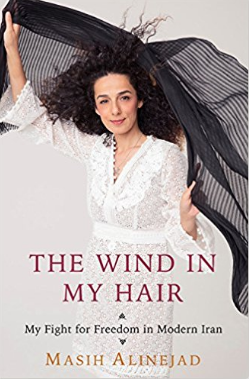 THE WIND IN
MY HAIR
My Fight for Freedom in Modern Iran
MASIH ALINEJAD